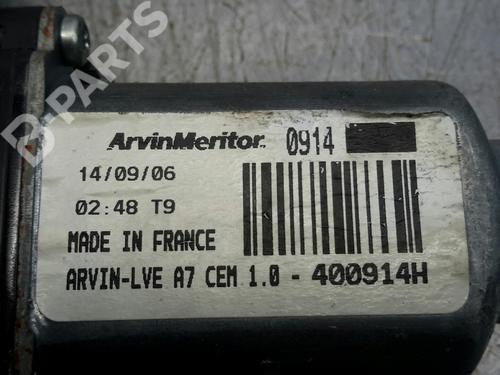 B PARTS
ArvinMeritor. 0914
14/09/06
02:48 T9
MADE IN FRANCE
ARVIN-LVE A7 CEM 1.0 - 400914H